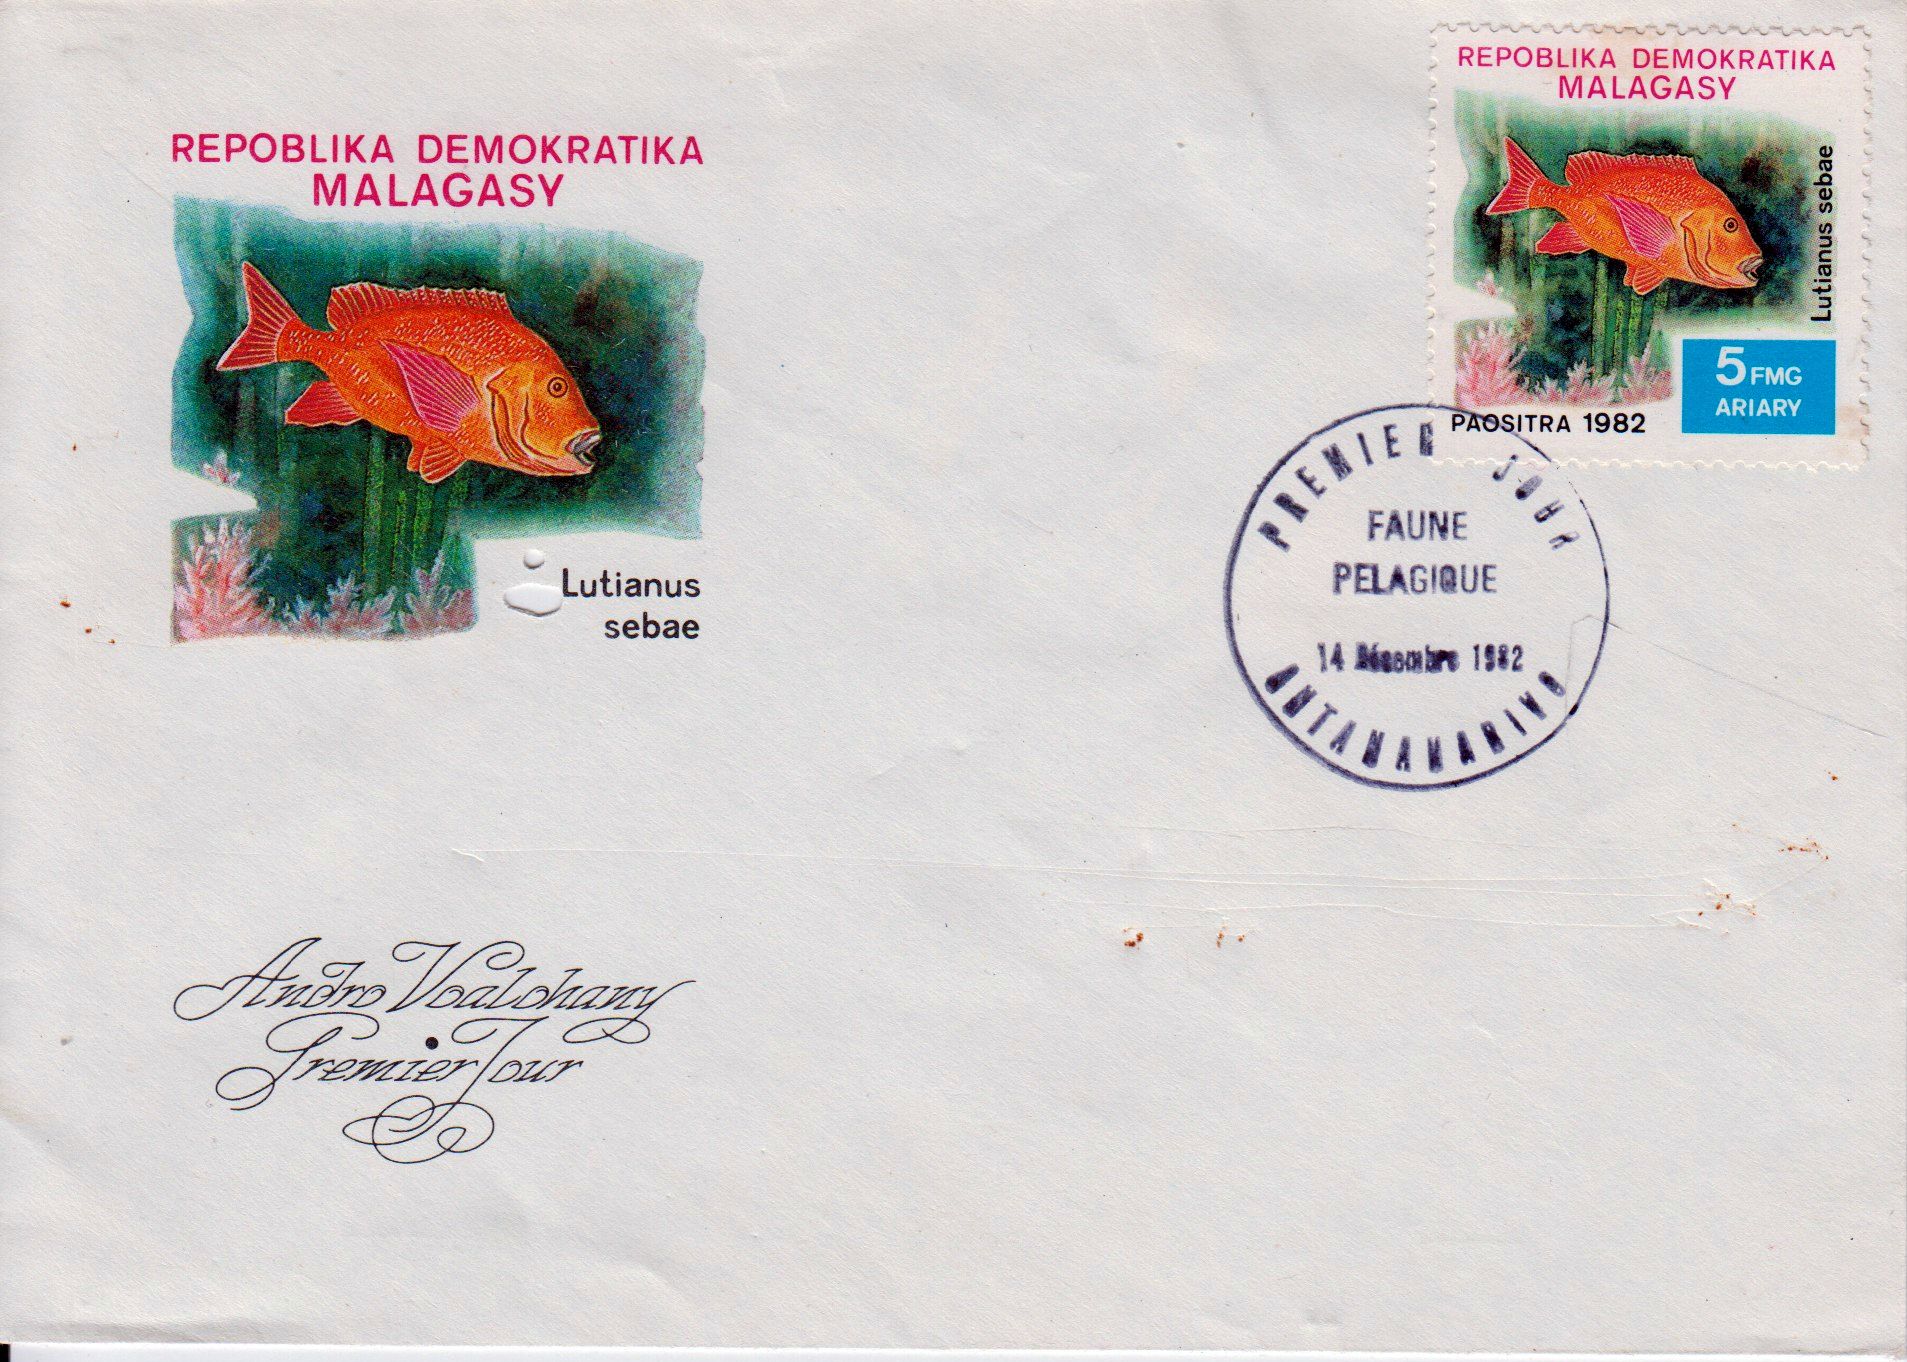 REPOBLIKA DEMOKRATIKA
MALAGASY
Lutianus
sebae
REPOBLIKA DEMOKRATIKA
MALAGASY
Lutianus sebae
5 FMG
ARIARY
PAOSITRA 1982
PREMIER JOUR
FAUNE
PELAGIQUE
14 Décembre 1982
ANTANANARIVO
Andro Voalohany
Premier Jour